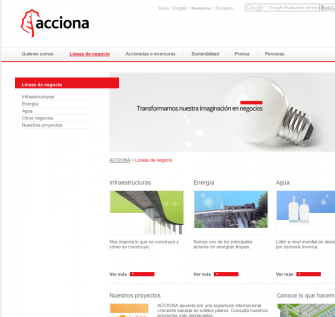 acciona
Inicio | English | Newsletter | Contacto
Google Búsqueda personalizada
Quiénes somos
Líneas de negocio
Accionistas e inversores
Sostenibilidad
Prensa
Personas
Líneas de negocio
Infraestructuras
Energía
Agua
Otros negocios
Nuestros proyectos
Transformamos nuestra imaginación en negocios
ACCIONA > Líneas de negocio
Infraestructuras
Energía
Agua
Nos importa lo que se construye y
cómo se construye.
Somos uno de los principales
actores en energías limpias.
Líder a nivel mundial en
por ósmosis inversa.
Ver más
Ver más
Ver más
Nuestros proyectos
Conoce lo que hacem
ACCIONA apuesta por una expansión internacional
creciente basada en sólidos pilares. Consulta nuestros
proyectos más destacados.